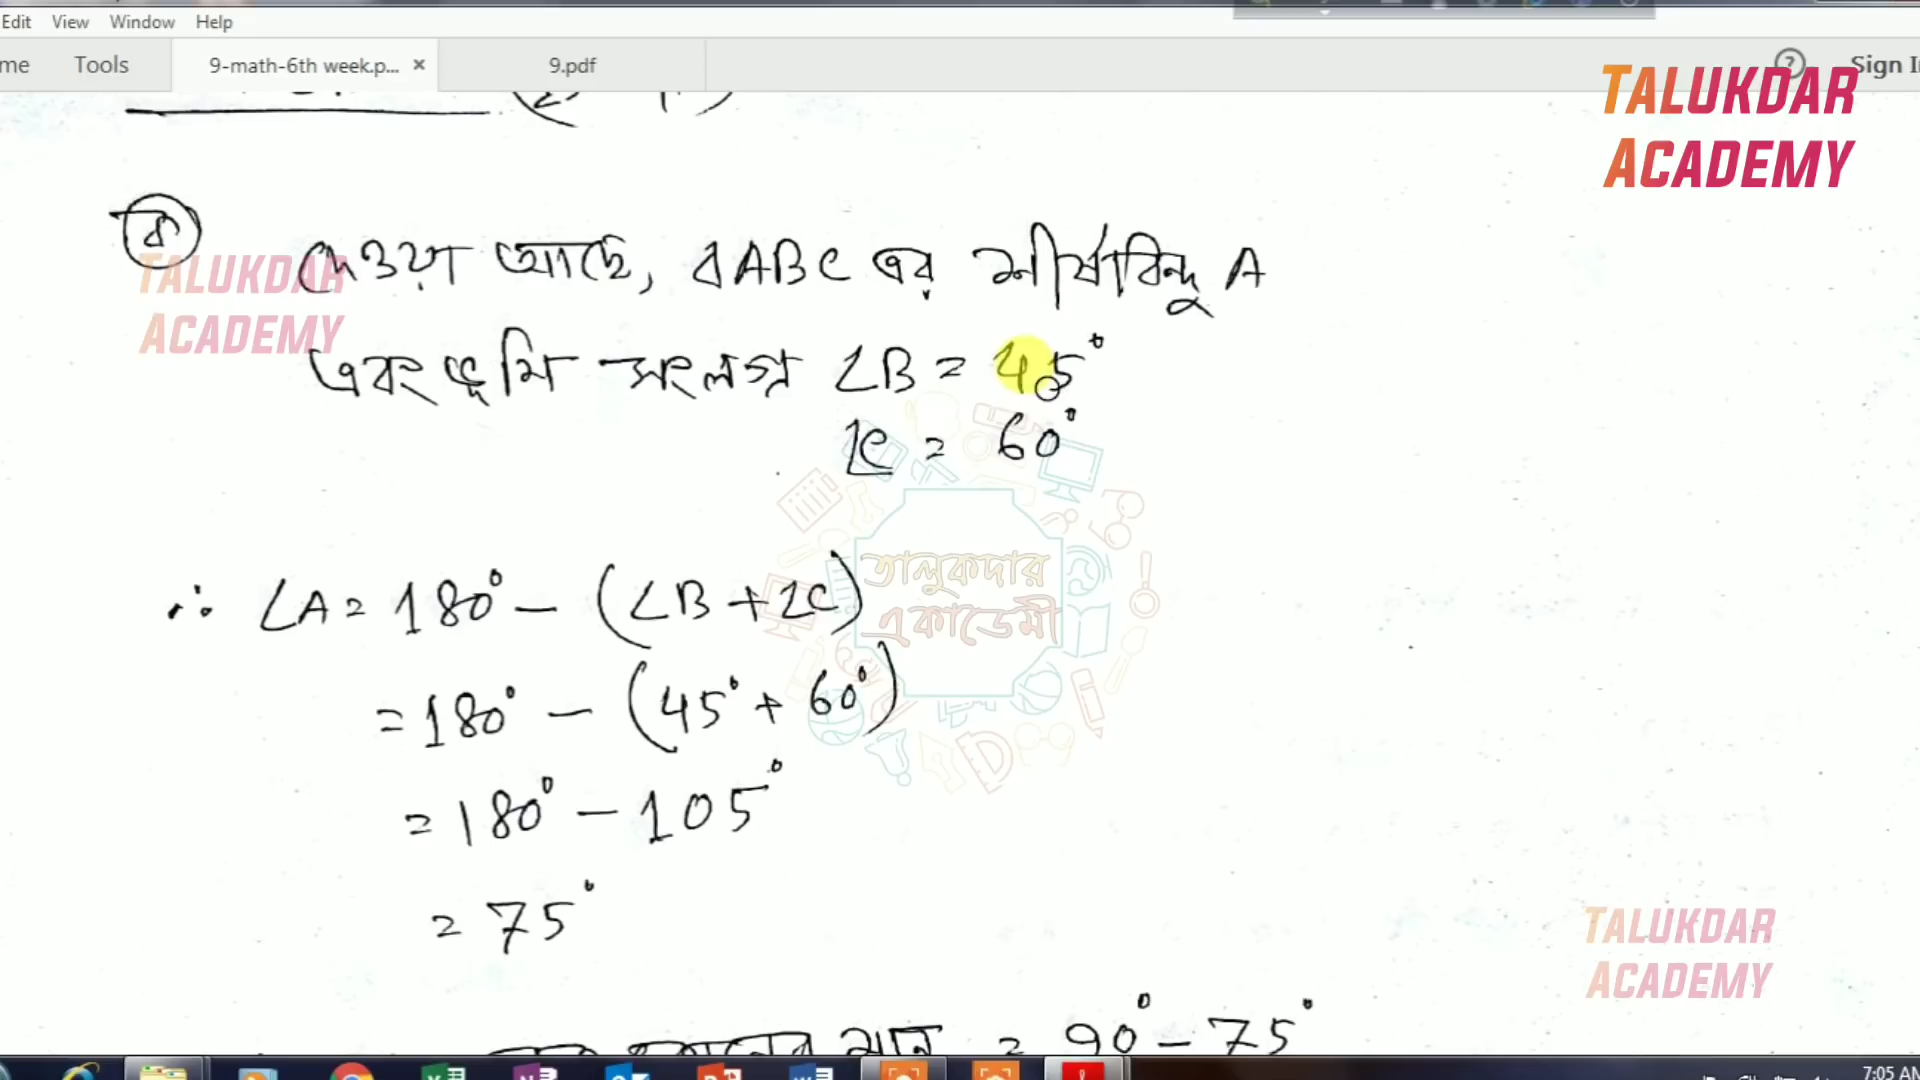 Edit View Window Help
me Tools 9-math-6th week.p... × 9.pdf ? Sign I
TALUKDAR
ACADEMY
ক
দেওয়া আছে, ΔABC এর শীর্ষবিন্দু A
TALUKDAR
ACADEMY
এবং ভূমি সংলগ্ন ∠B = 45°
∠C = 60°
তালুকদার
একাডেমী
∴ ∠A = 180° − (∠B + ∠C)
= 180° − (45° + 60°)
= 180° − 105°
= 75°
TALUKDAR
ACADEMY
মান = 90° − 75°
7:05 AM